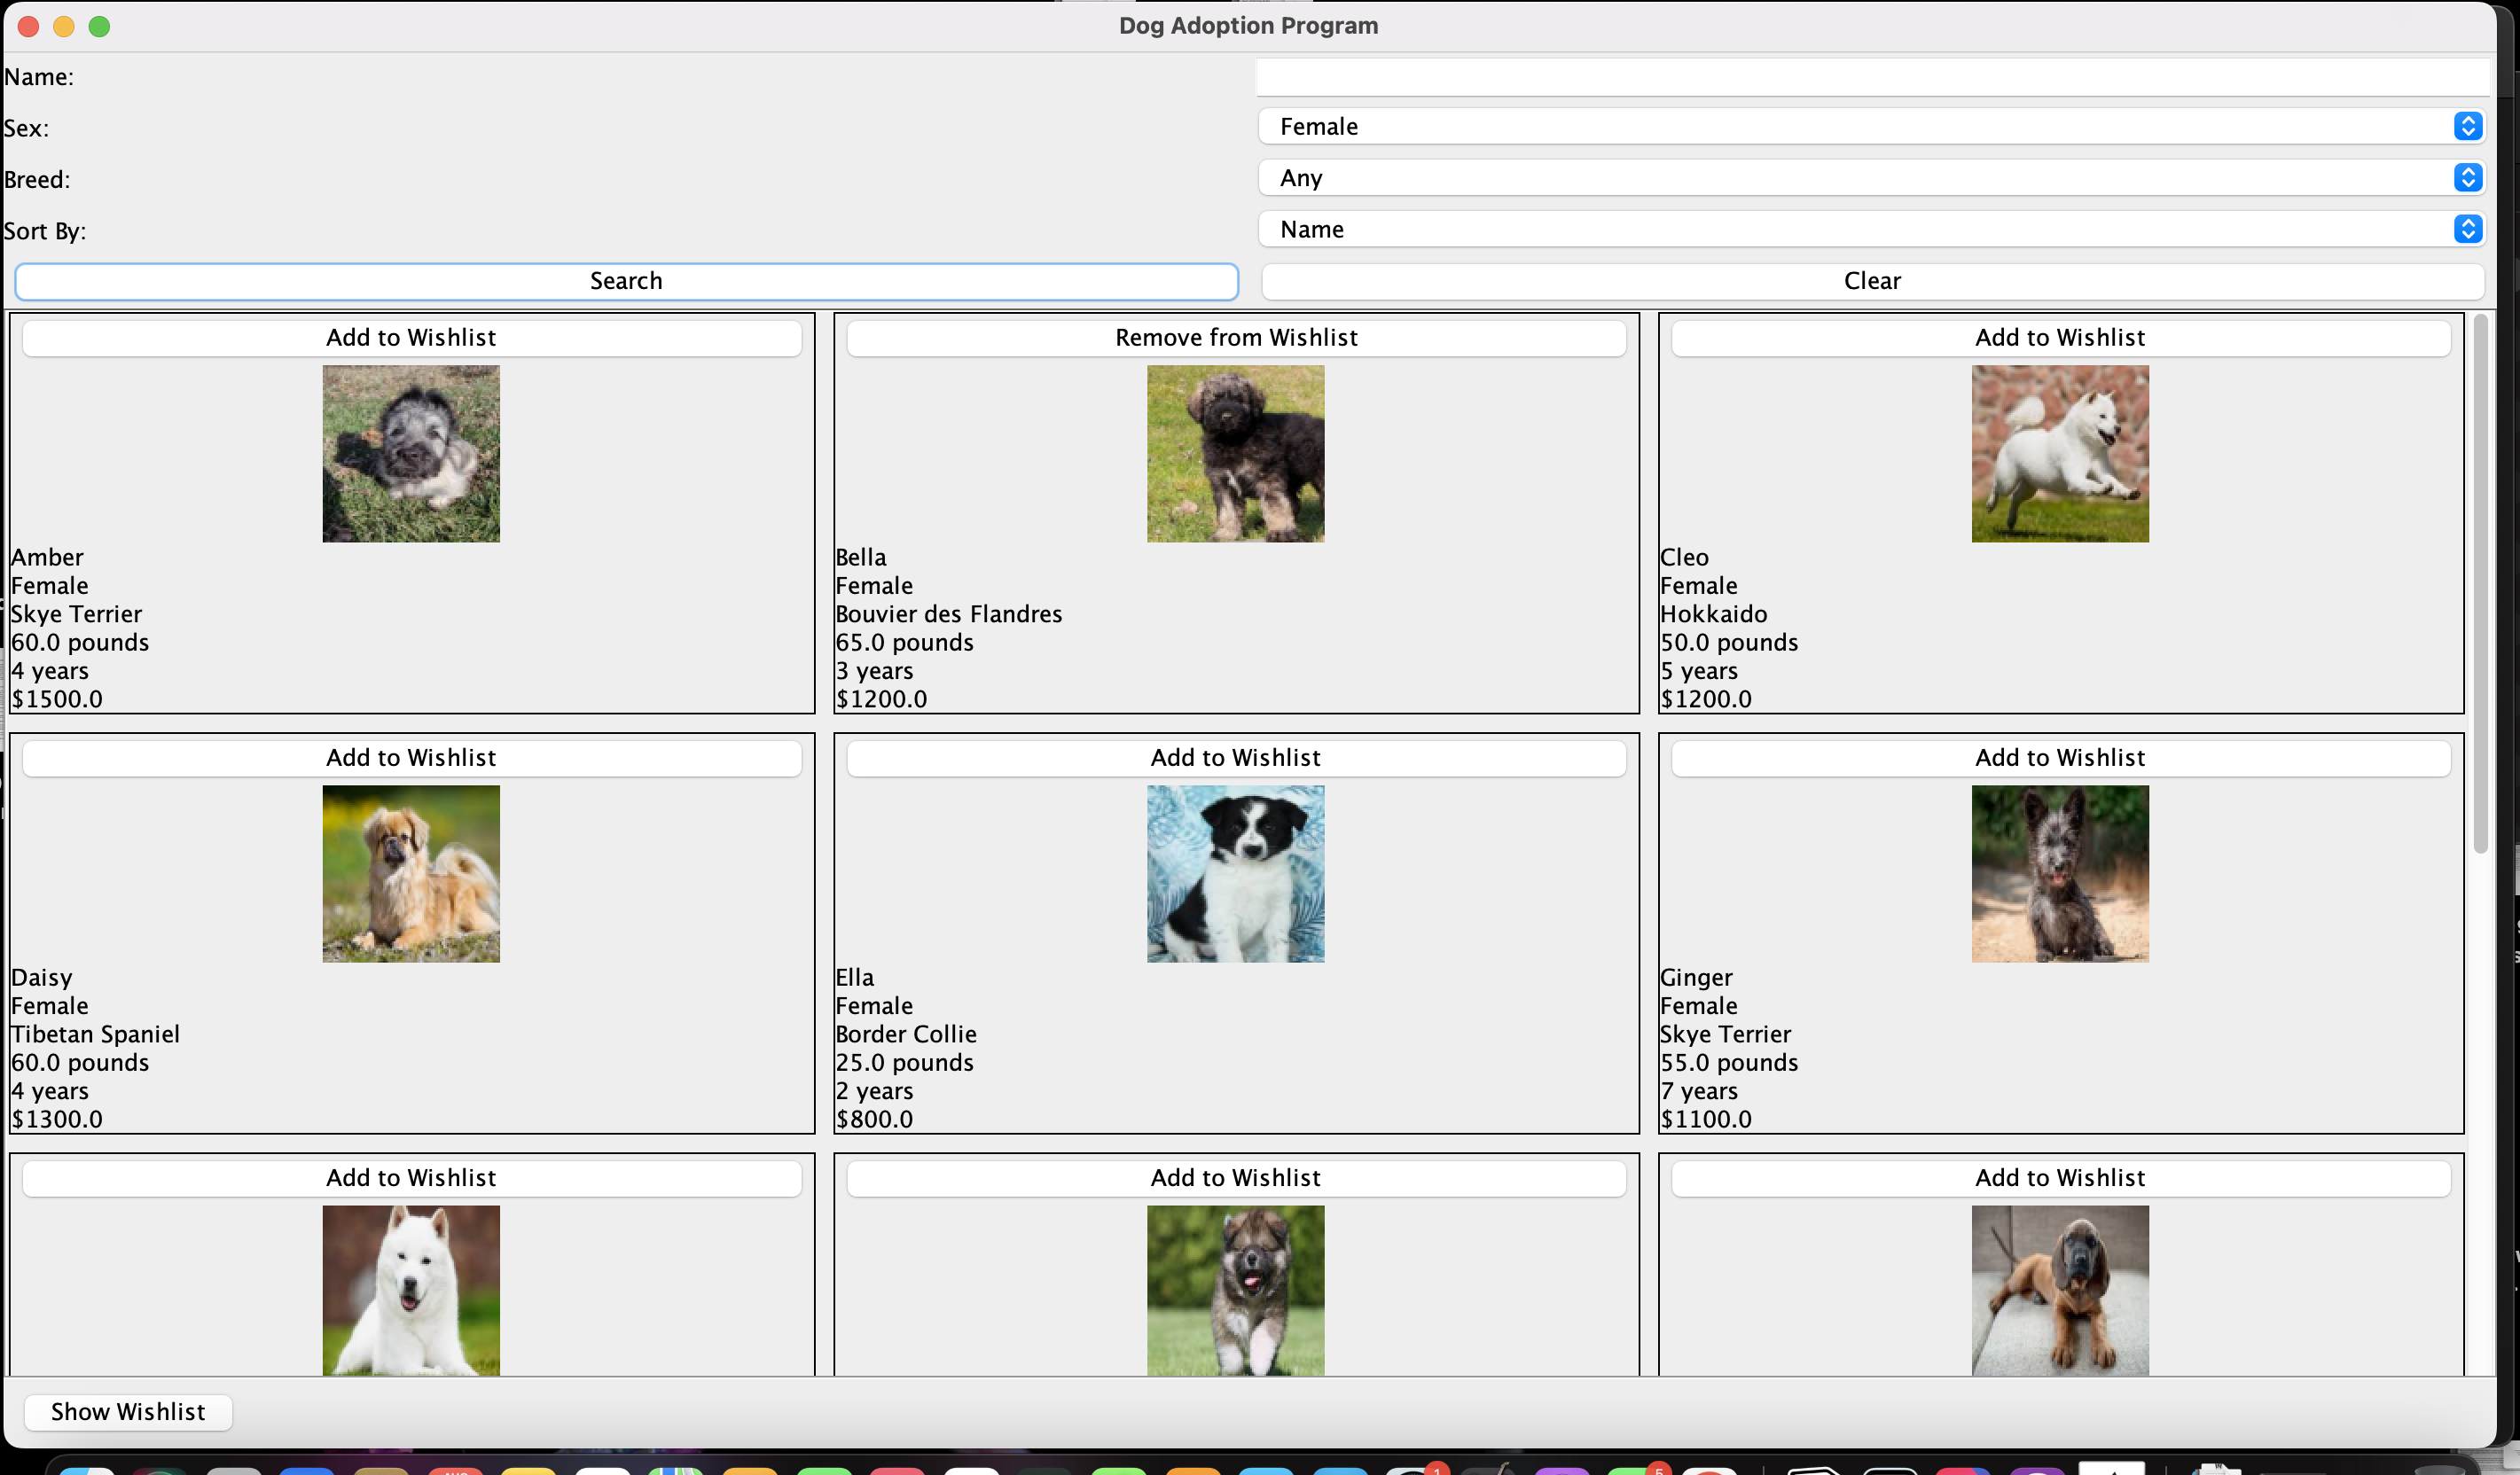 Dog Adoption Program
Name:
Sex:
Female
Breed:
Any
Sort By:
Name
Search
Clear
Add to Wishlist
Amber
Female
Skye Terrier
60.0 pounds
4 years
$1500.0
Remove from Wishlist
Bella
Female
Bouvier des Flandres
65.0 pounds
3 years
$1200.0
Add to Wishlist
Cleo
Female
Hokkaido
50.0 pounds
5 years
$1200.0
Add to Wishlist
Daisy
Female
Tibetan Spaniel
60.0 pounds
4 years
$1300.0
Add to Wishlist
Ella
Female
Border Collie
25.0 pounds
2 years
$800.0
Add to Wishlist
Ginger
Female
Skye Terrier
55.0 pounds
7 years
$1100.0
Add to Wishlist
Add to Wishlist
Add to Wishlist
Show Wishlist
1
5
W